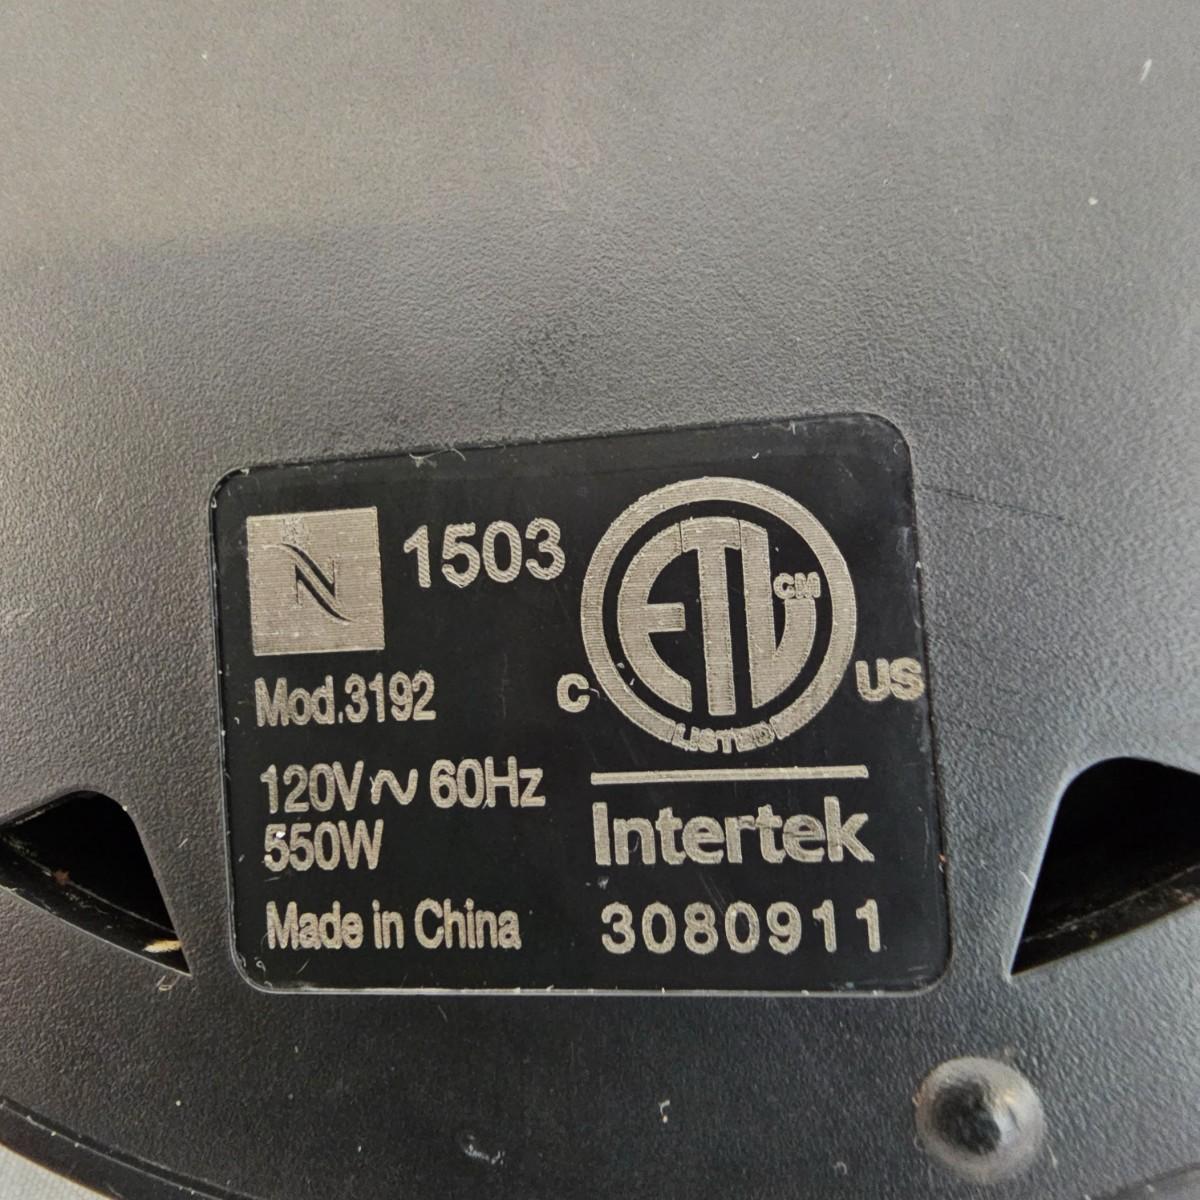 N 1503
Mod.3192
120V~ 60Hz
550W
Made in China
ETL CM
C US
LISTED
Intertek
3080911